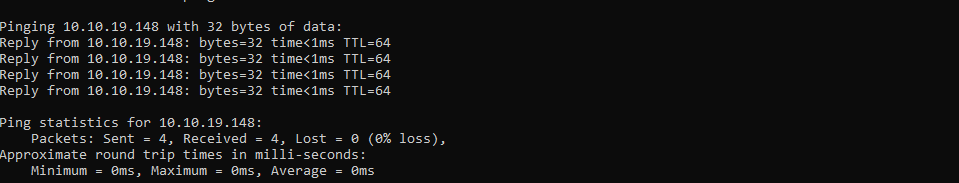 Pinging 10.10.19.148 with 32 bytes of data:
Reply from 10.10.19.148: bytes=32 time<1ms TTL=64
Reply from 10.10.19.148: bytes=32 time<1ms TTL=64
Reply from 10.10.19.148: bytes=32 time<1ms TTL=64
Reply from 10.10.19.148: bytes=32 time<1ms TTL=64
Ping statistics for 10.10.19.148:
    Packets: Sent = 4, Received = 4, Lost = 0 (0% loss),
Approximate round trip times in milli-seconds:
    Minimum = 0ms, Maximum = 0ms, Average = 0ms